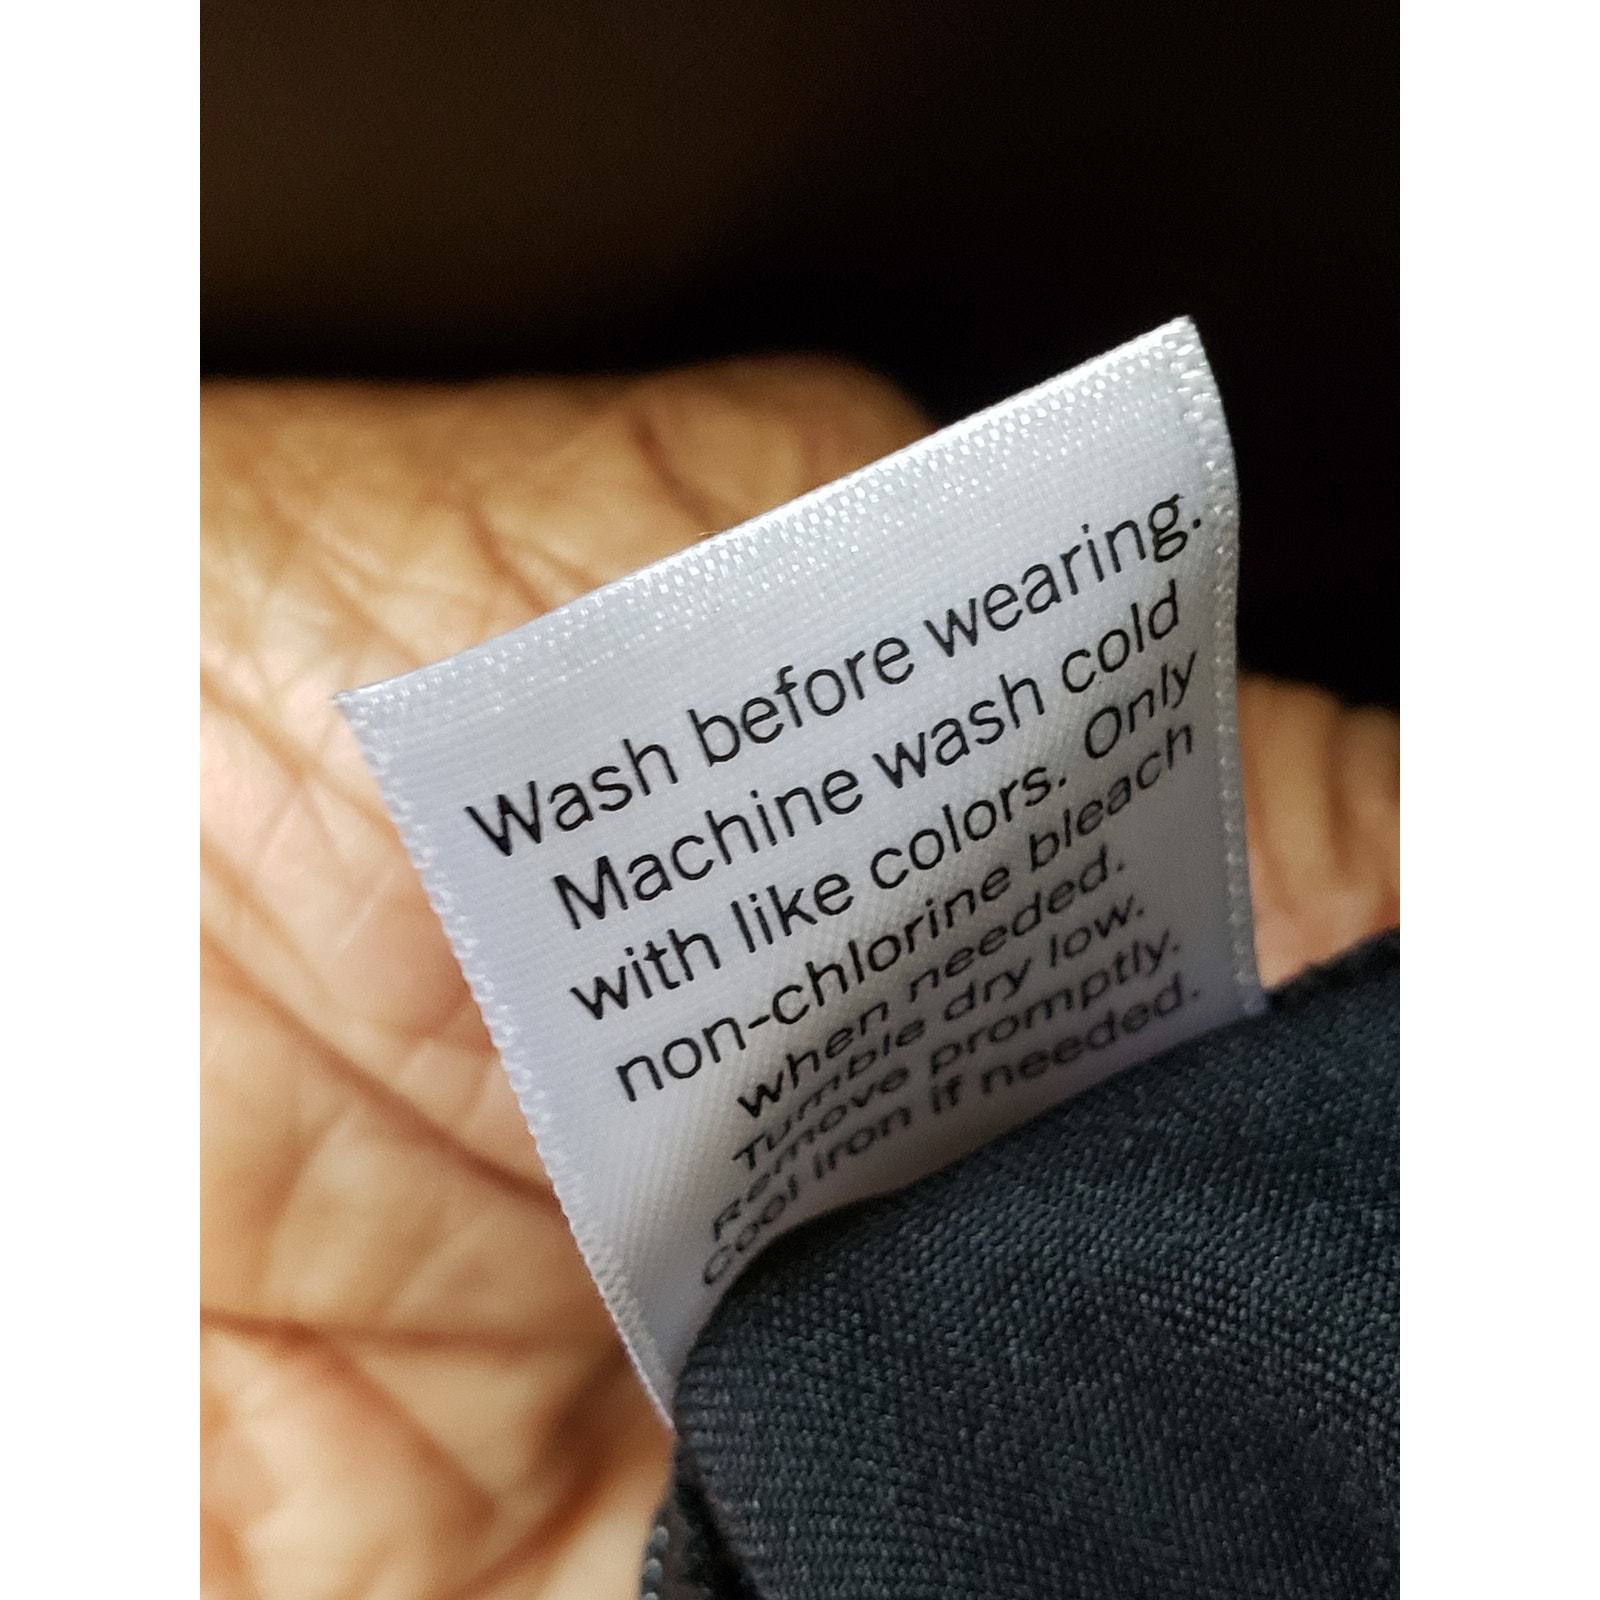 Wash before wearing.
Machine wash cold
with like colors. Only
non-chlorine bleach
when needed.
Tumble dry low.
Remove promptly.
Cool iron if needed.